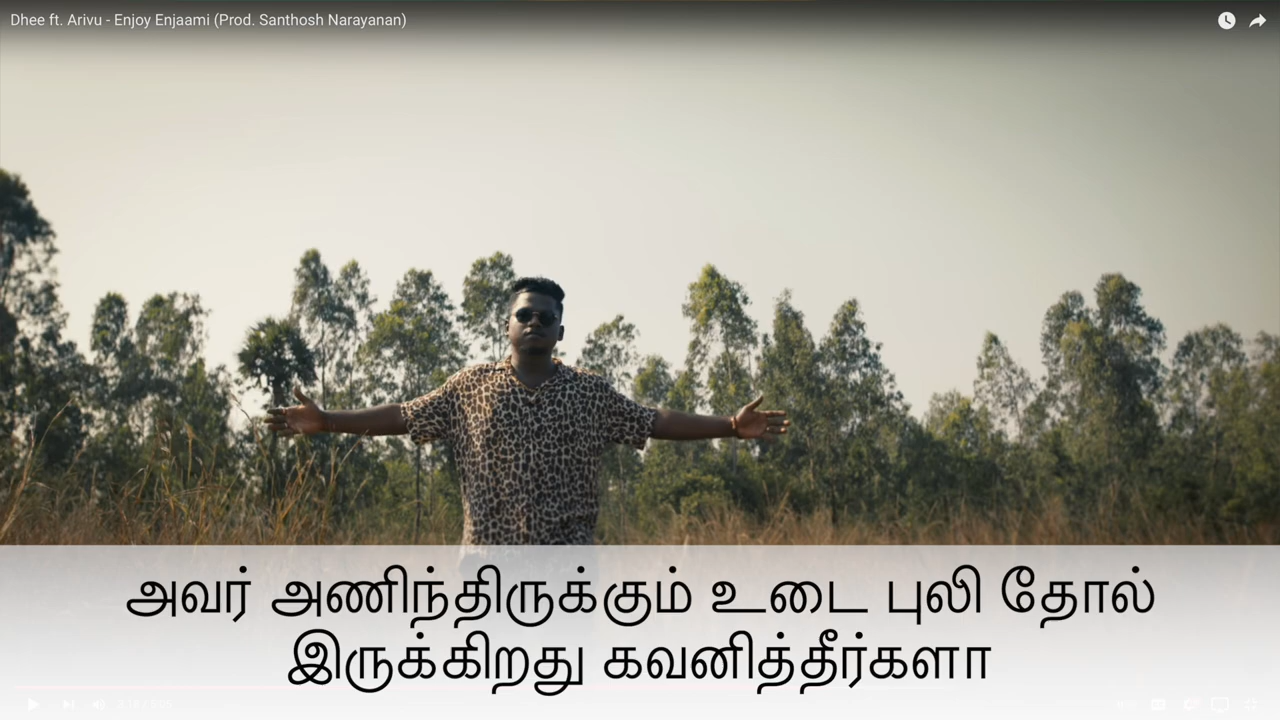 Dhee ft. Arivu - Enjoy Enjaami (Prod. Santhosh Narayanan)
அவர் அணிந்திருக்கும் உடை புலி தோல்
இருக்கிறது கவனித்தீர்களா